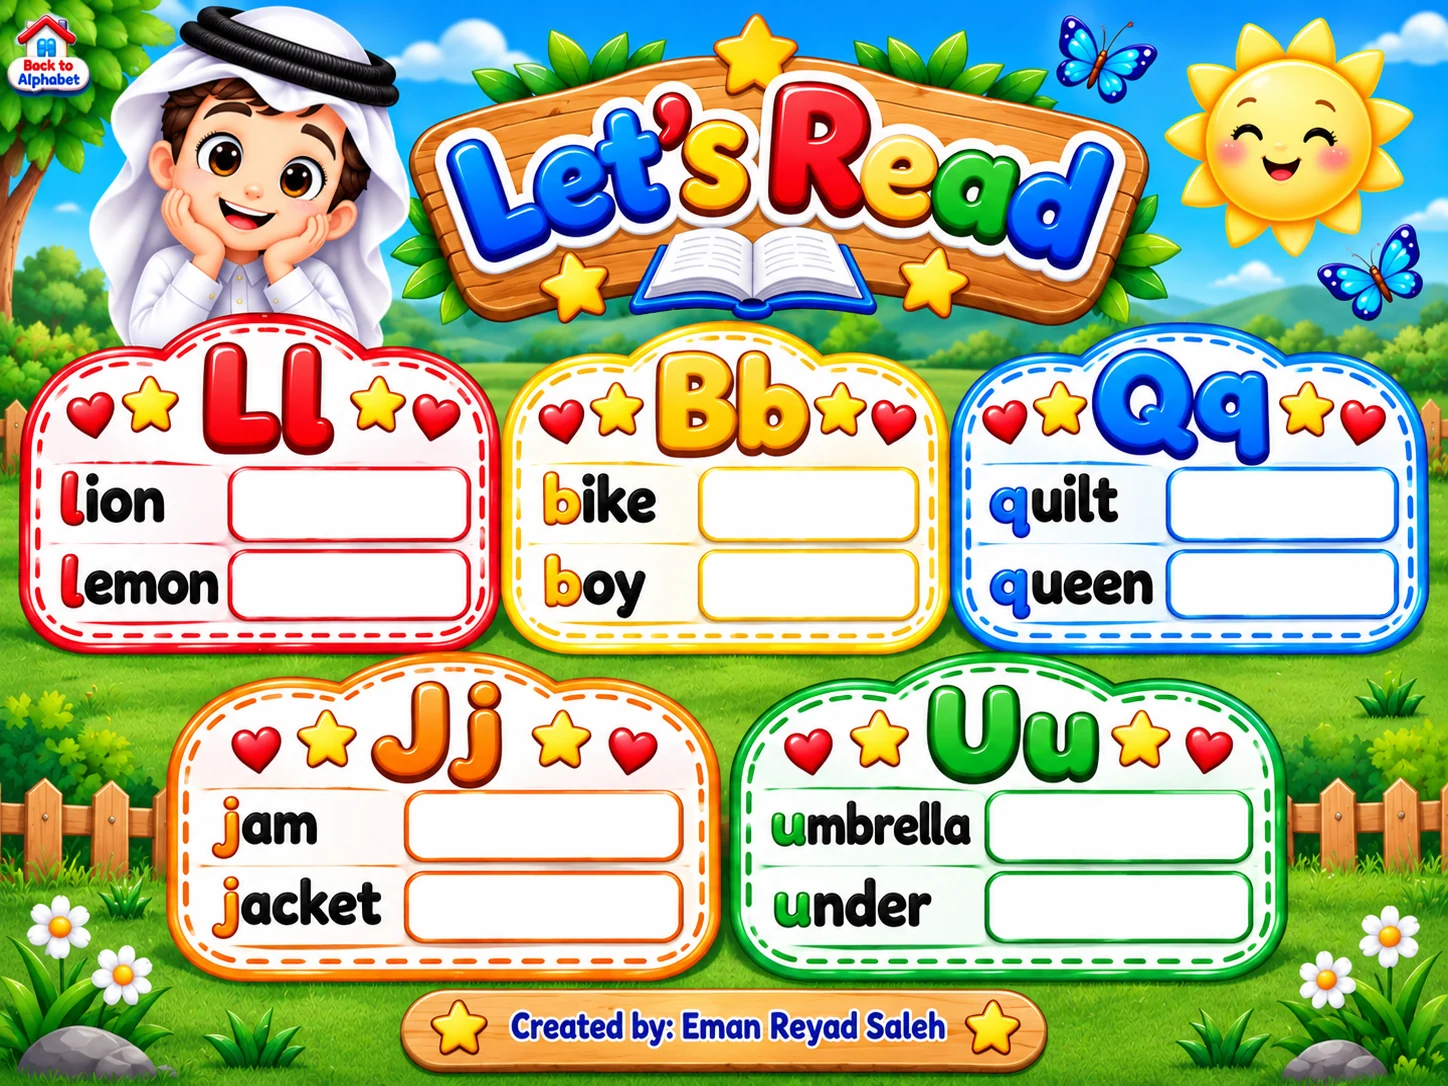 Back to
Alphabet
Let's Read
Ll
lion
lemon
Bb
bike
boy
Qq
quilt
queen
Jj
jam
jacket
Uu
umbrella
under
Created by: Eman Reyad Saleh